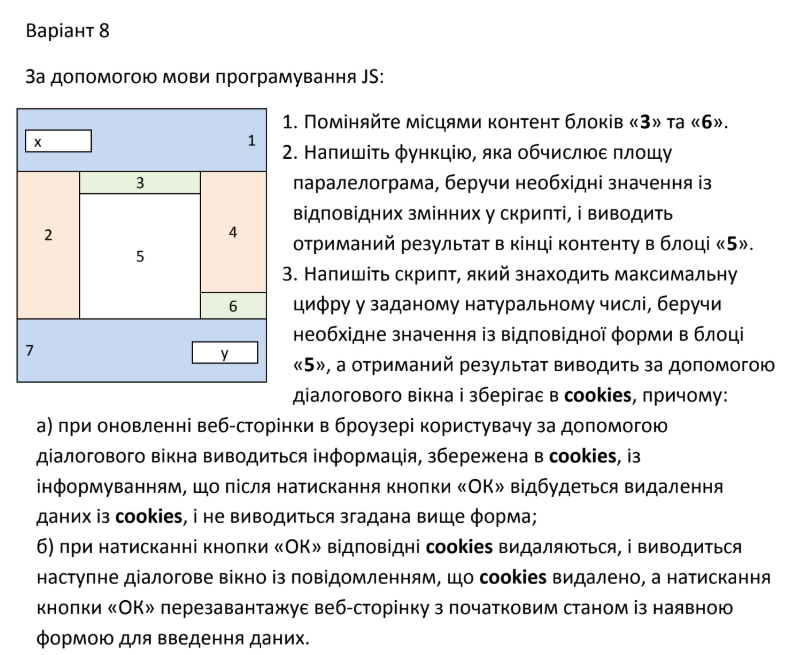 Варіант 8
За допомогою мови програмування JS:
x
1
2
3
4
5
6
7
y
1. Поміняйте місцями контент блоків «3» та «6».
2. Напишіть функцію, яка обчислює площу
паралелограма, беручи необхідні значення із
відповідних змінних у скрипті, і виводить
отриманий результат в кінці контенту в блоці «5».
3. Напишіть скрипт, який знаходить максимальну
цифру у заданому натуральному числі, беручи
необхідне значення із відповідної форми в блоці
«5», а отриманий результат виводить за допомогою
діалогового вікна і зберігає в cookies, причому:
а) при оновленні веб-сторінки в броузері користувачу за допомогою
діалогового вікна виводиться інформація, збережена в cookies, із
інформуванням, що після натискання кнопки «ОК» відбудеться видалення
даних із cookies, і не виводиться згадана вище форма;
б) при натисканні кнопки «ОК» відповідні cookies видаляються, і виводиться
наступне діалогове вікно із повідомленням, що cookies видалено, а натискання
кнопки «ОК» перезавантажує веб-сторінку з початковим станом із наявною
формою для введення даних.